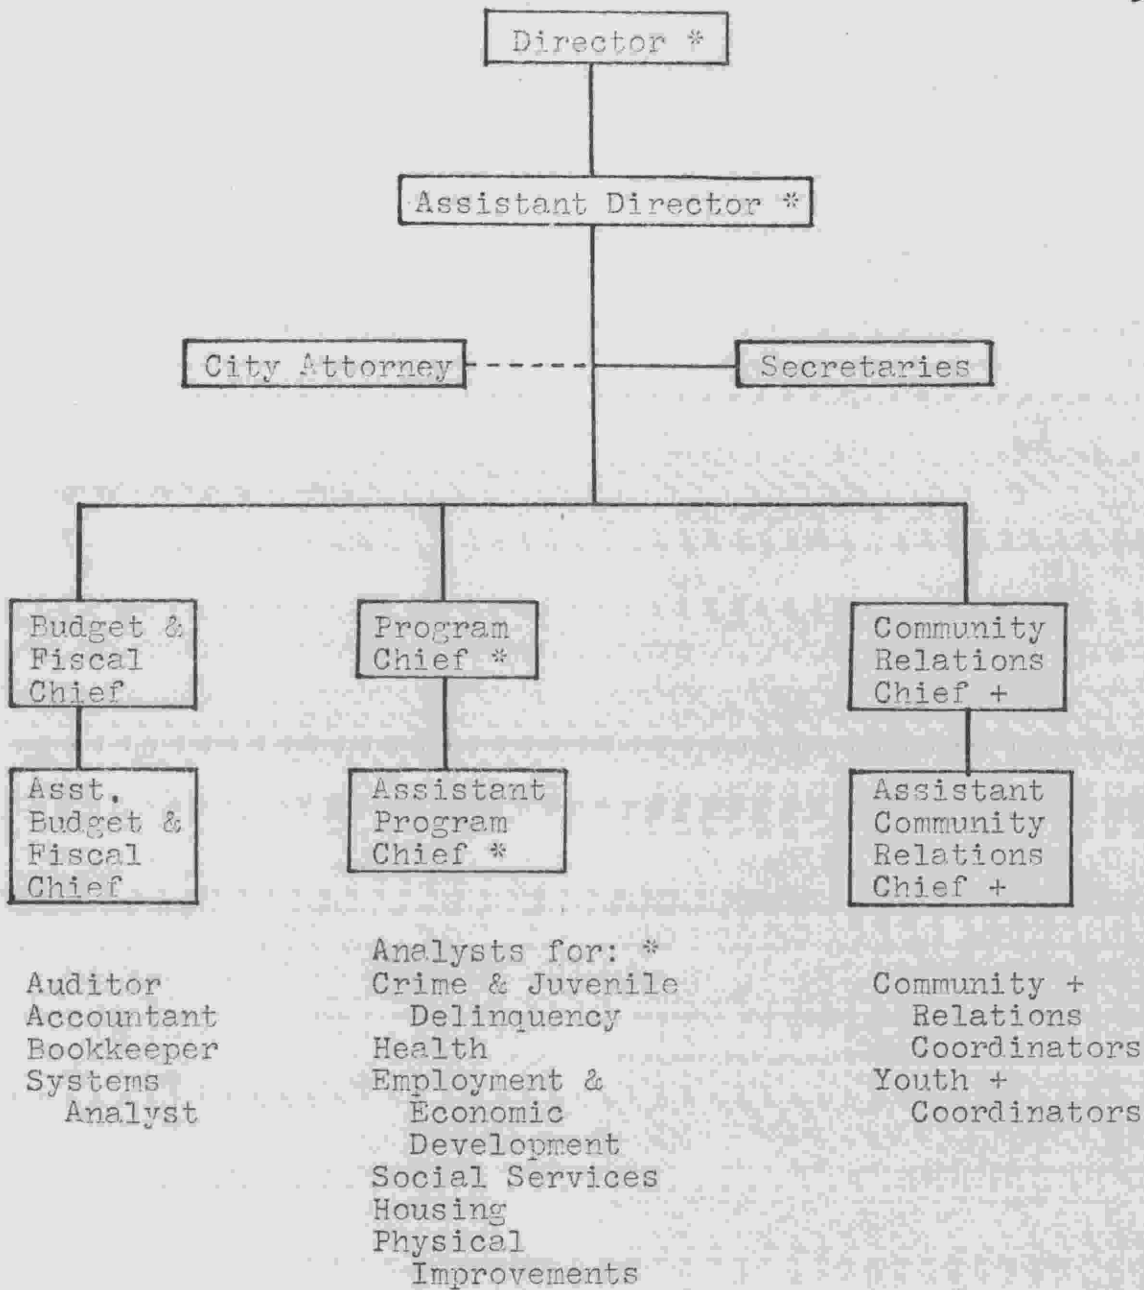 Director *
Assistant Director *
City Attorney
Secretaries
Budget &
Fiscal
Chief
Program
Chief *
Community
Relations
Chief +
Asst.
Budget &
Fiscal
Chief
Assistant
Program
Chief *
Assistant
Community
Relations
Chief +
Auditor
Accountant
Bookkeeper
Systems
Analyst
Analysts for: *
Crime & Juvenile
Delinquency
Health
Employment &
Economic
Development
Social Services
Housing
Physical
Improvements
Community +
Relations
Coordinators
Youth +
Coordinators